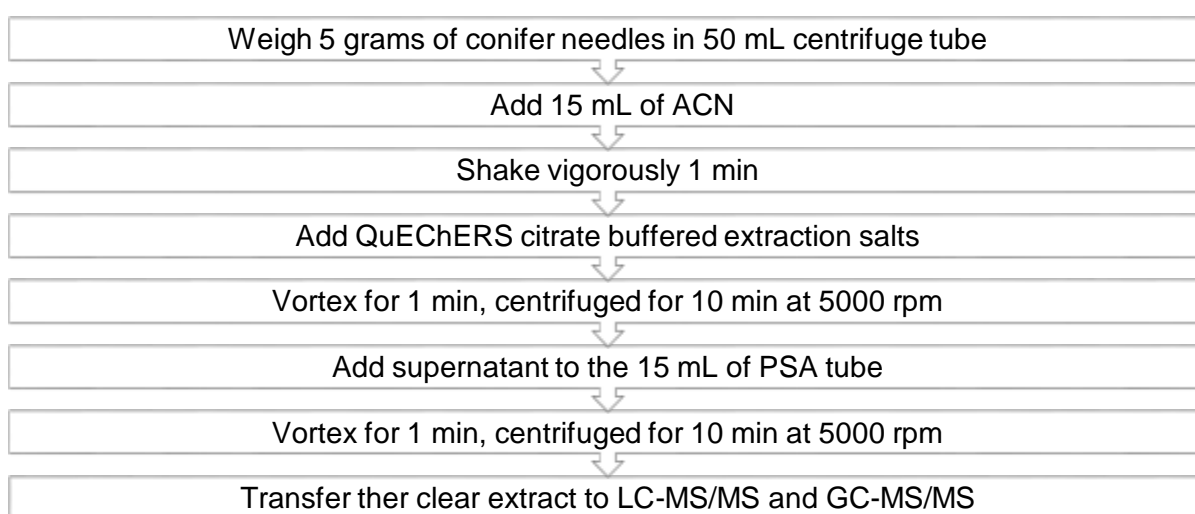 Weigh 5 grams of conifer needles in 50 mL centrifuge tube
Add 15 mL of ACN
Shake vigorously 1 min
Add QuEChERS citrate buffered extraction salts
Vortex for 1 min, centrifuged for 10 min at 5000 rpm
Add supernatant to the 15 mL of PSA tube
Vortex for 1 min, centrifuged for 10 min at 5000 rpm
Transfer ther clear extract to LC-MS/MS and GC-MS/MS